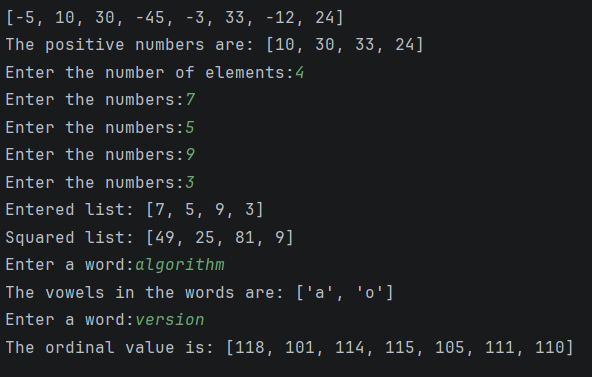 [-5, 10, 30, -45, -3, 33, -12, 24]
The positive numbers are: [10, 30, 33, 24]
Enter the number of elements:4
Enter the numbers:7
Enter the numbers:5
Enter the numbers:9
Enter the numbers:3
Entered list: [7, 5, 9, 3]
Squared list: [49, 25, 81, 9]
Enter a word:algorithm
The vowels in the words are: ['a', 'o']
Enter a word:version
The ordinal value is: [118, 101, 114, 115, 105, 111, 110]